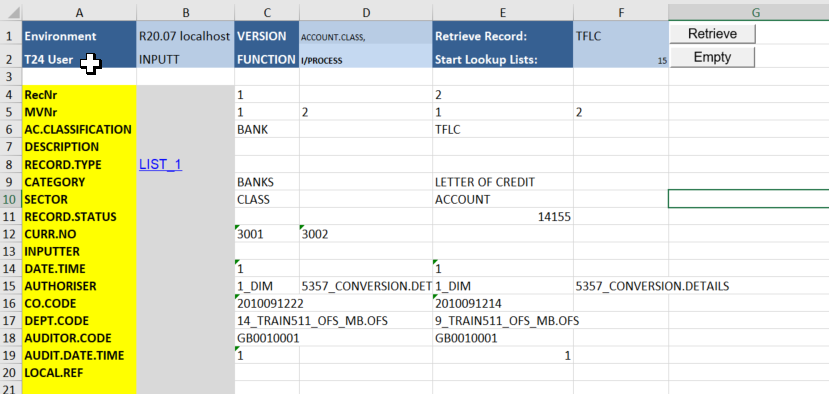 A B C D E F G
1 Environment R20.07 localhost VERSION ACCOUNT.CLASS, Retrieve Record: TFLC Retrieve
2 T24 User INPUTT FUNCTION I/PROCESS Start Lookup Lists: 15 Empty
3
4 RecNr 1 2
5 MVNr 1 2 1 2
6 AC.CLASSIFICATION BANK TFLC
7 DESCRIPTION
8 RECORD.TYPE LIST_1
9 CATEGORY BANKS LETTER OF CREDIT
10 SECTOR CLASS ACCOUNT
11 RECORD.STATUS 14155
12 CURR.NO 3001 3002
13 INPUTTER
14 DATE.TIME 1 1
15 AUTHORISER 1_DIM 5357_CONVERSION.DET 1_DIM 5357_CONVERSION.DETAILS
16 CO.CODE 2010091222 2010091214
17 DEPT.CODE 14_TRAIN511_OFS_MB.OFS 9_TRAIN511_OFS_MB.OFS
18 AUDITOR.CODE GB0010001 GB0010001
19 AUDIT.DATE.TIME 1 1
20 LOCAL.REF
21